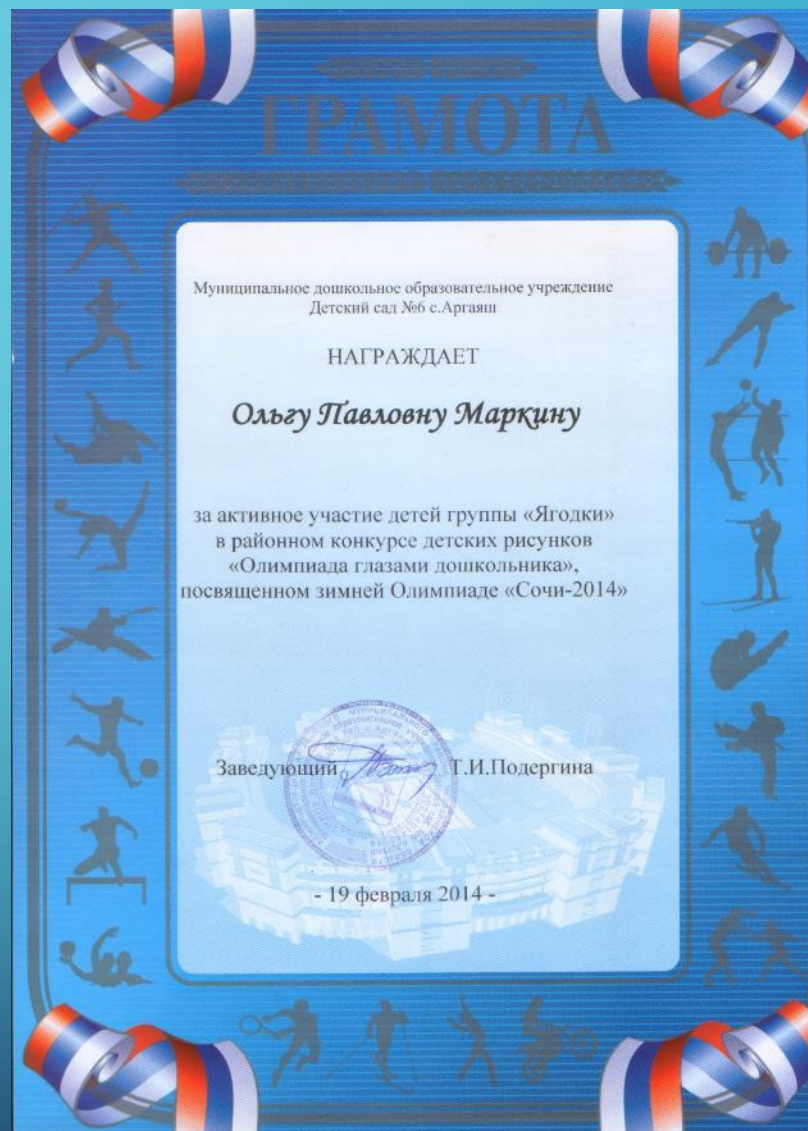 ГРАМОТА
Муниципальное дошкольное образовательное учреждение
Детский сад №6 с.Аргаяш
НАГРАЖДАЕТ
Ольгу Павловну Маркину
за активное участие детей группы «Ягодки»
в районном конкурсе детских рисунков
«Олимпиада глазами дошкольника»,
посвященном зимней Олимпиаде «Сочи-2014»
Заведующий Т.И.Подергина
- 19 февраля 2014 -